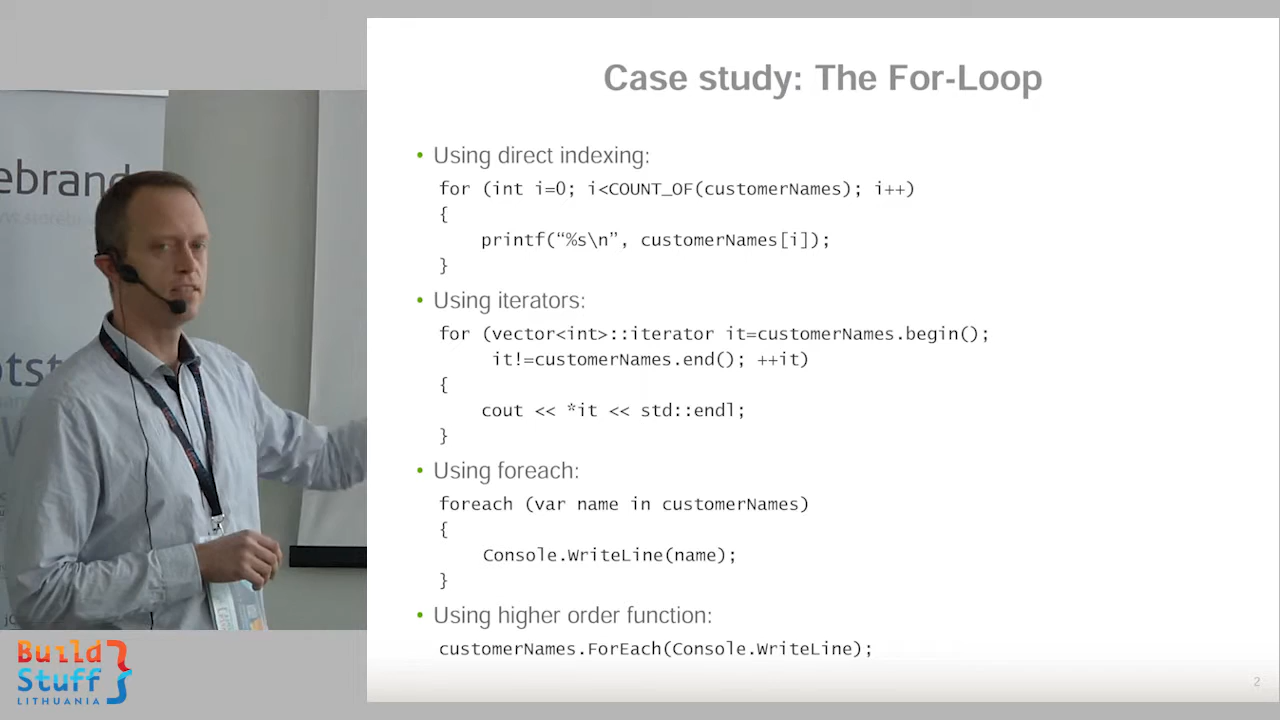 Case study: The For-Loop
• Using direct indexing:
for (int i=0; i<COUNT_OF(customerNames); i++)
{
printf(“%s\n”, customerNames[i]);
}
• Using iterators:
for (vector<int>::iterator it=customerNames.begin();
it!=customerNames.end(); ++it)
{
cout << *it << std::endl;
}
• Using foreach:
foreach (var name in customerNames)
{
Console.WriteLine(name);
}
• Using higher order function:
customerNames.ForEach(Console.WriteLine);
2
ebrand
otst
Build
Stuff
LITHUANIA